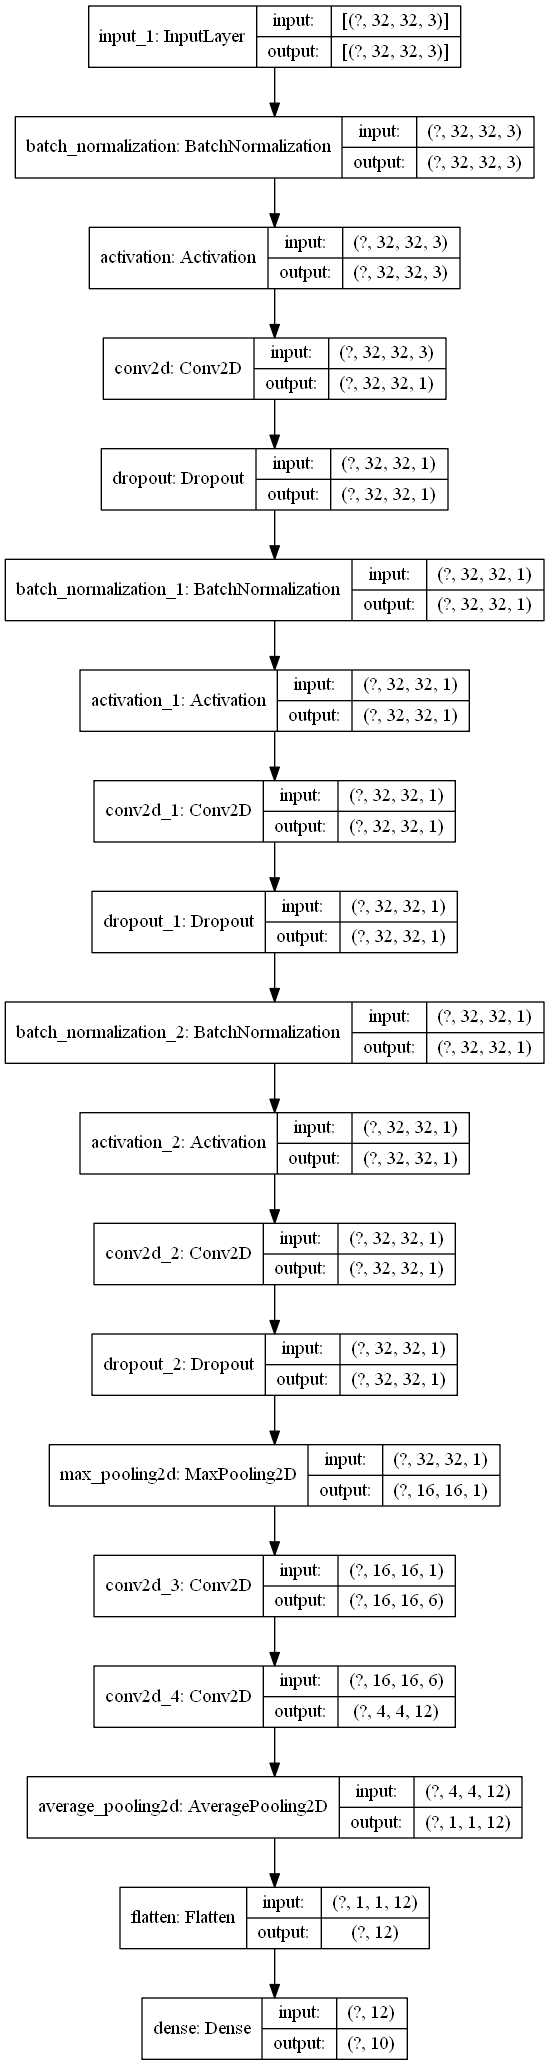 input_1: InputLayer
input:
[(?, 32, 32, 3)]
output:
[(?, 32, 32, 3)]
batch_normalization: BatchNormalization
input:
(?, 32, 32, 3)
output:
(?, 32, 32, 3)
activation: Activation
input:
(?, 32, 32, 3)
output:
(?, 32, 32, 3)
conv2d: Conv2D
input:
(?, 32, 32, 3)
output:
(?, 32, 32, 1)
dropout: Dropout
input:
(?, 32, 32, 1)
output:
(?, 32, 32, 1)
batch_normalization_1: BatchNormalization
input:
(?, 32, 32, 1)
output:
(?, 32, 32, 1)
activation_1: Activation
input:
(?, 32, 32, 1)
output:
(?, 32, 32, 1)
conv2d_1: Conv2D
input:
(?, 32, 32, 1)
output:
(?, 32, 32, 1)
dropout_1: Dropout
input:
(?, 32, 32, 1)
output:
(?, 32, 32, 1)
batch_normalization_2: BatchNormalization
input:
(?, 32, 32, 1)
output:
(?, 32, 32, 1)
activation_2: Activation
input:
(?, 32, 32, 1)
output:
(?, 32, 32, 1)
conv2d_2: Conv2D
input:
(?, 32, 32, 1)
output:
(?, 32, 32, 1)
dropout_2: Dropout
input:
(?, 32, 32, 1)
output:
(?, 32, 32, 1)
max_pooling2d: MaxPooling2D
input:
(?, 32, 32, 1)
output:
(?, 16, 16, 1)
conv2d_3: Conv2D
input:
(?, 16, 16, 1)
output:
(?, 16, 16, 6)
conv2d_4: Conv2D
input:
(?, 16, 16, 6)
output:
(?, 4, 4, 12)
average_pooling2d: AveragePooling2D
input:
(?, 4, 4, 12)
output:
(?, 1, 1, 12)
flatten: Flatten
input:
(?, 1, 1, 12)
output:
(?, 12)
dense: Dense
input:
(?, 12)
output:
(?, 10)